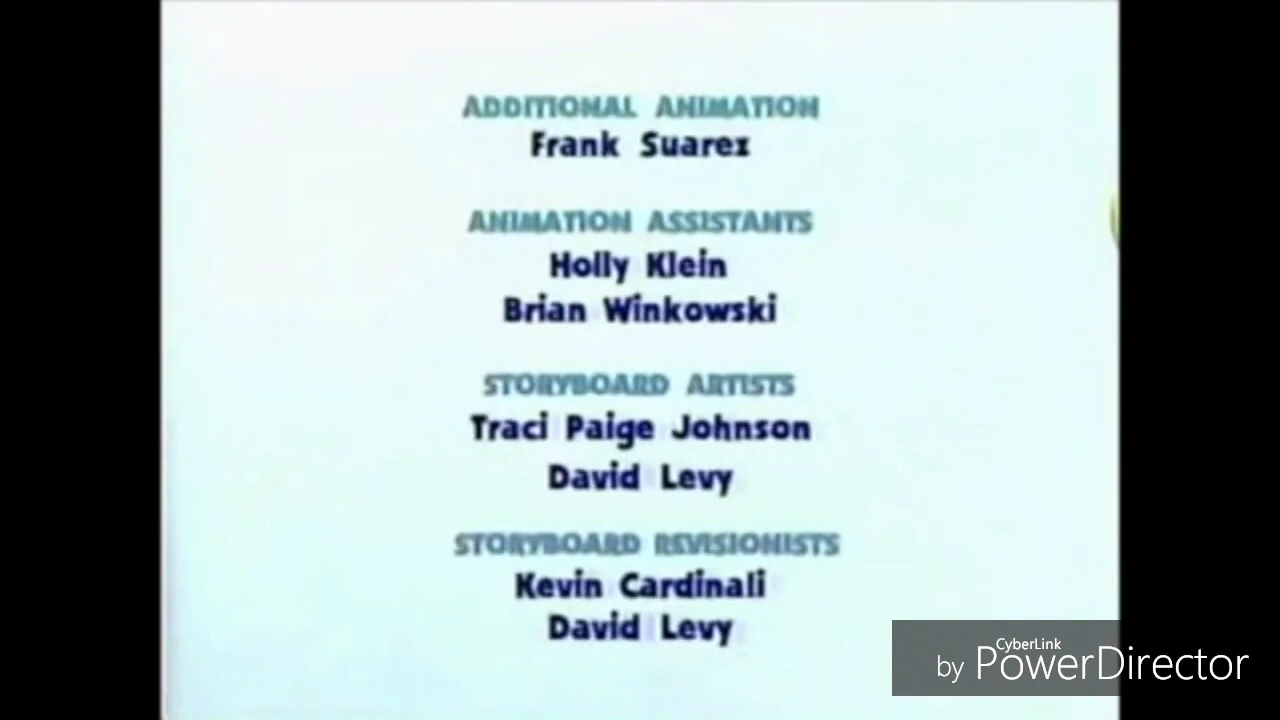 ADDITIONAL ANIMATION
Frank Suarez
ANIMATION ASSISTANTS
Holly Klein
Brian Winkowski
STORYBOARD ARTISTS
Traci Paige Johnson
David Levy
STORYBOARD REVISIONISTS
Kevin Cardinali
David Levy
CyberLink
by PowerDirector